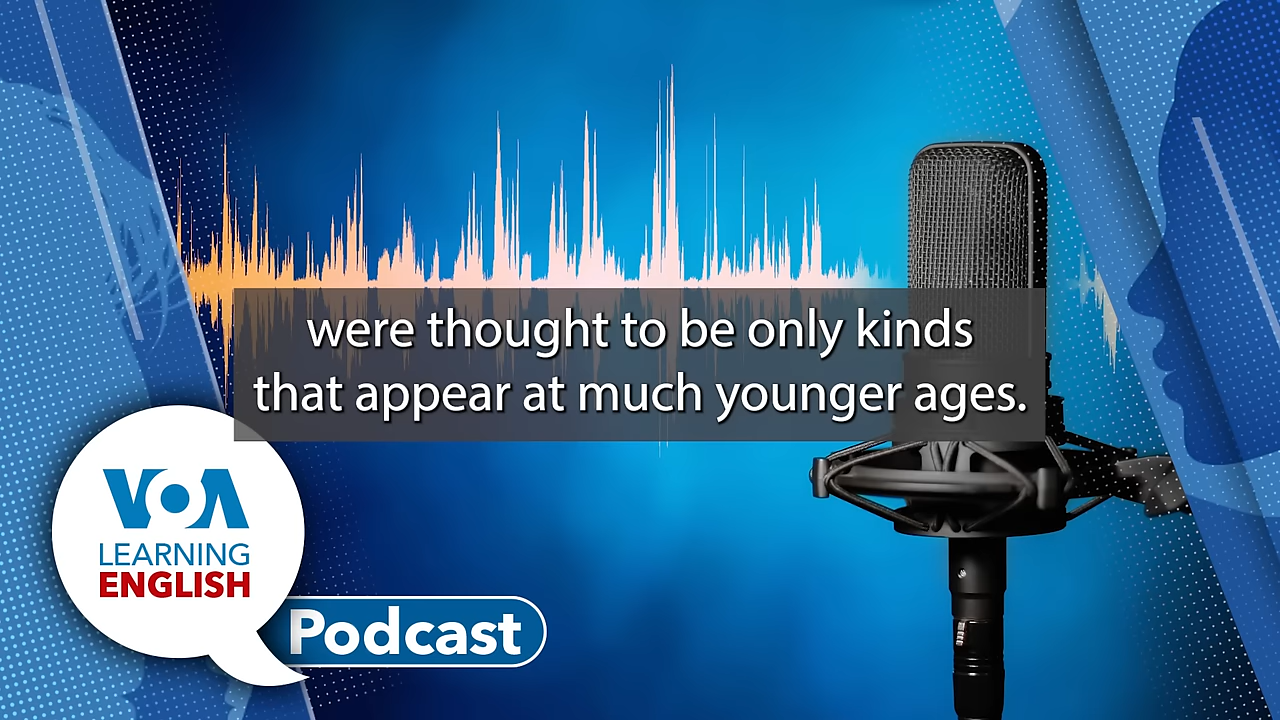 were thought to be only kinds
that appear at much younger ages.
VOA
LEARNING
ENGLISH
Podcast